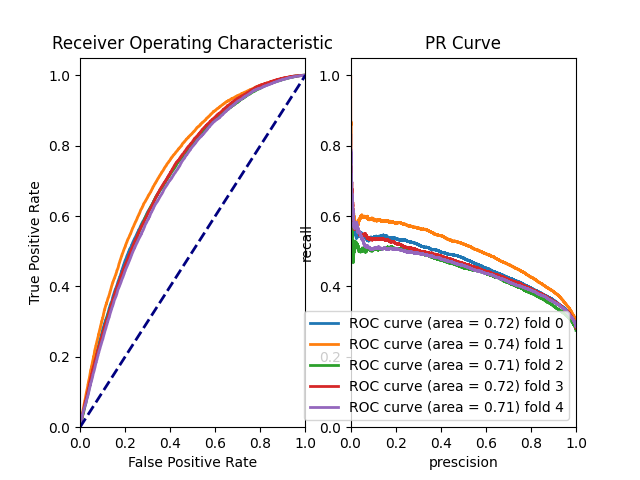 Receiver Operating Characteristic
True Positive Rate
1.0
0.8
0.6
0.4
0.2
0.0
0.0 0.2 0.4 0.6 0.8 1.0
False Positive Rate
PR Curve
recall
1.0
0.8
0.6
0.4
0.2
0.0
ROC curve (area = 0.72) fold 0
ROC curve (area = 0.74) fold 1
ROC curve (area = 0.71) fold 2
ROC curve (area = 0.72) fold 3
ROC curve (area = 0.71) fold 4
0.0 0.2 0.4 0.6 0.8 1.0
prescision